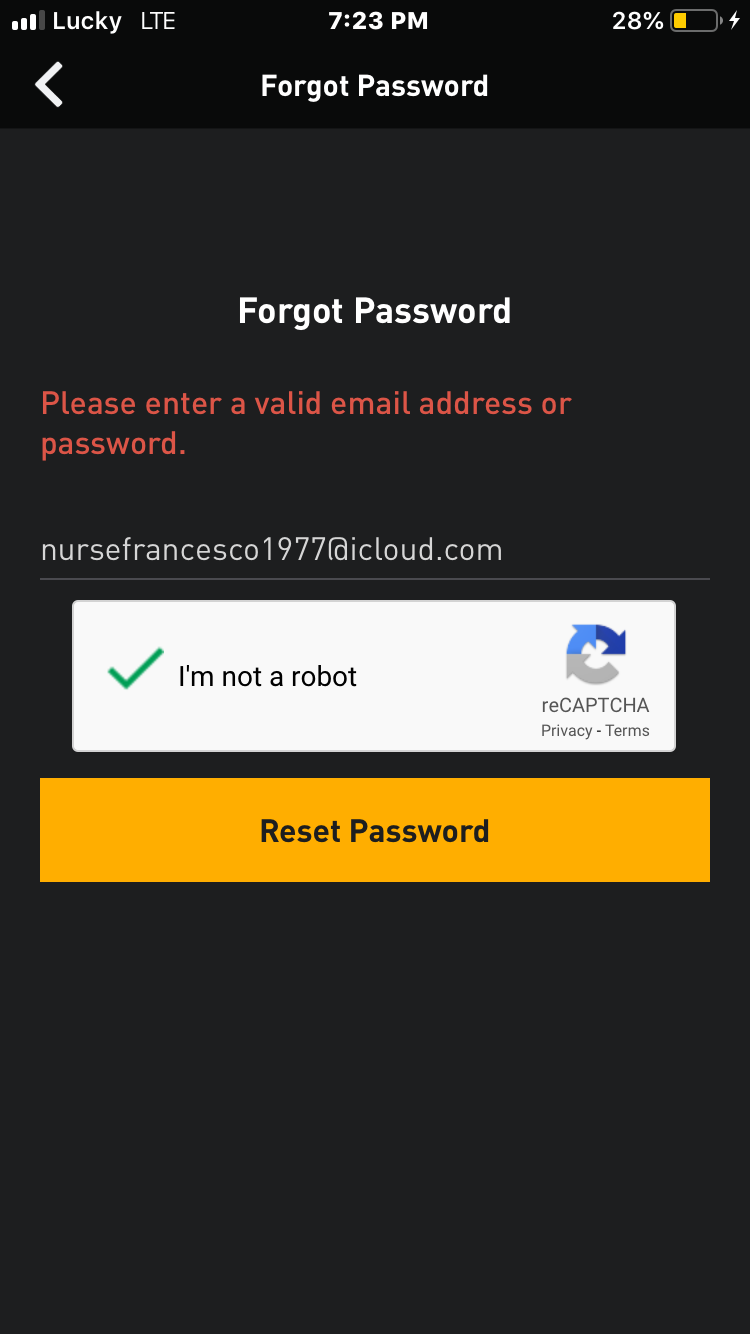 Lucky LTE 7:23 PM 28%
Forgot Password
Forgot Password
Please enter a valid email address or
password.
nursefrancesco1977@icloud.com
I'm not a robot
reCAPTCHA
Privacy - Terms
Reset Password